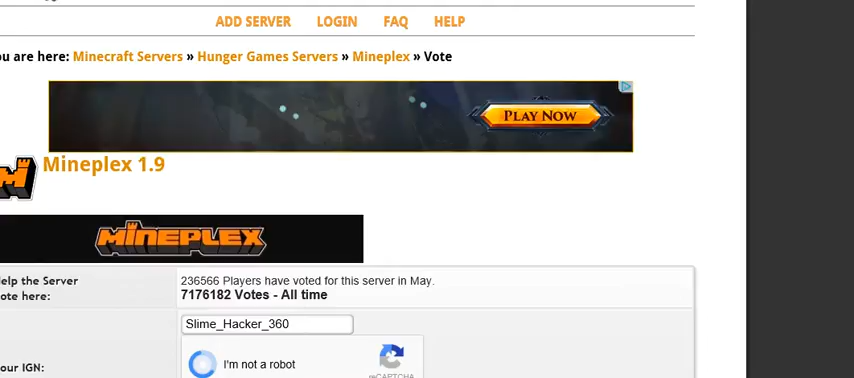 ADD SERVER LOGIN FAQ HELP
ou are here: Minecraft Servers » Hunger Games Servers » Mineplex » Vote
PLAY NOW
Mineplex 1.9
MINEPLEX
elp the Server
ote here:
236566 Players have voted for this server in May.
7176182 Votes - All time
Slime_Hacker_360
our IGN:
I'm not a robot
reCAPTCHA